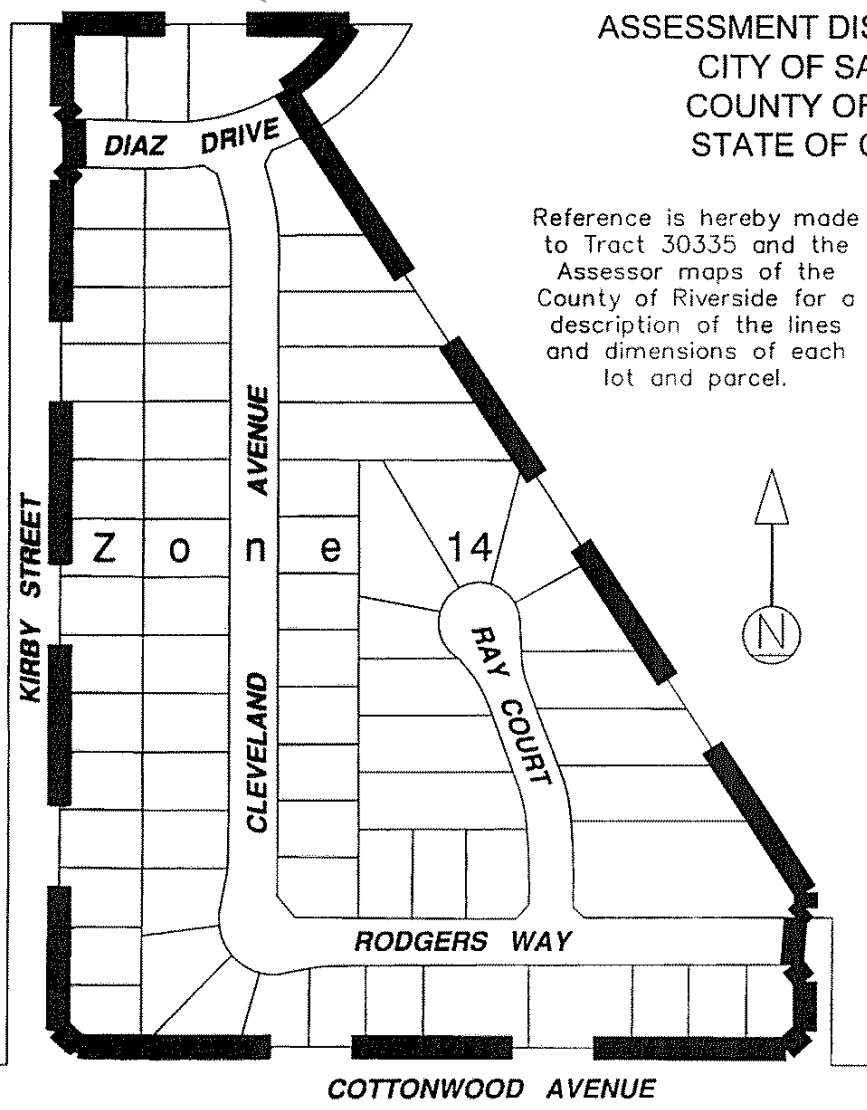 ASSESSMENT
CITY OF
COUNTY OF
STATE OF
Reference is hereby made
to Tract 30335 and the
Assessor maps of the
County of Riverside for a
description of the lines
and dimensions of each
lot and parcel.
DIAZ DRIVE
KIRBY STREET
CLEVELAND AVENUE
Zone 14
RAY COURT
N
RODGERS WAY
COTTONWOOD AVENUE